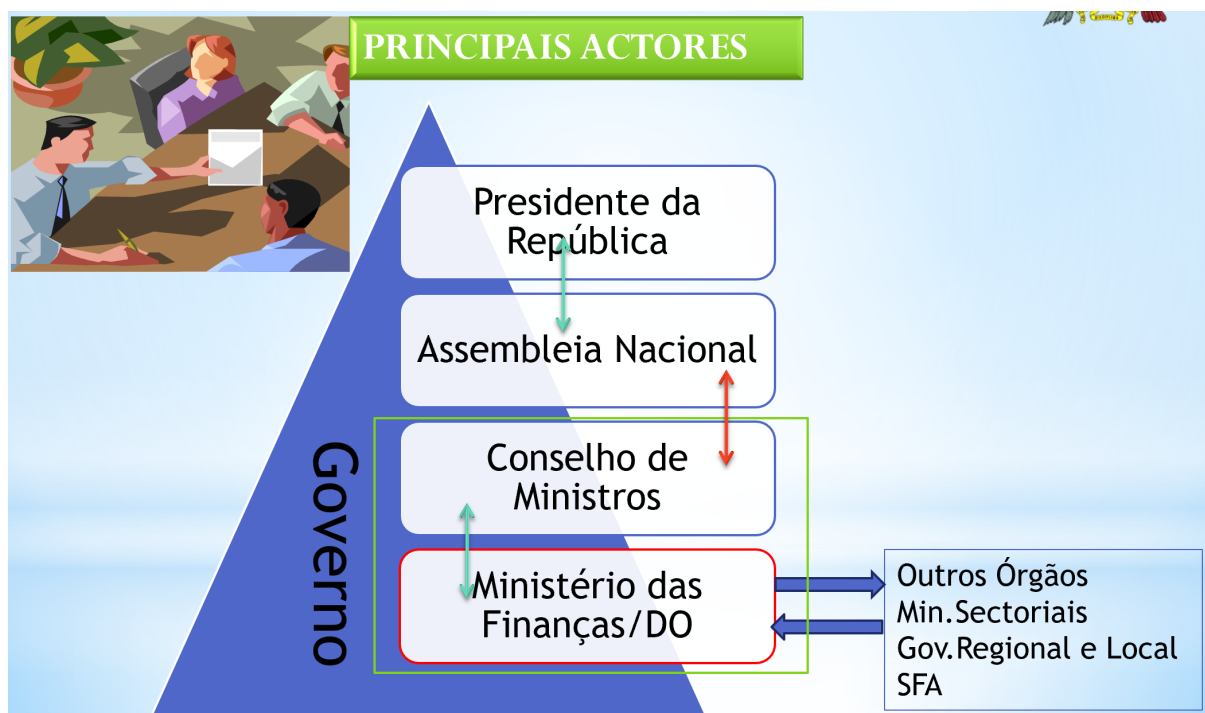 PRINCIPAIS ACTORES
Presidente da
República
Assembleia Nacional
Conselho de
Ministros
Ministério das
Finanças/DO
Governo
Outros Órgãos
Min.Sectoriais
Gov.Regional e Local
SFA